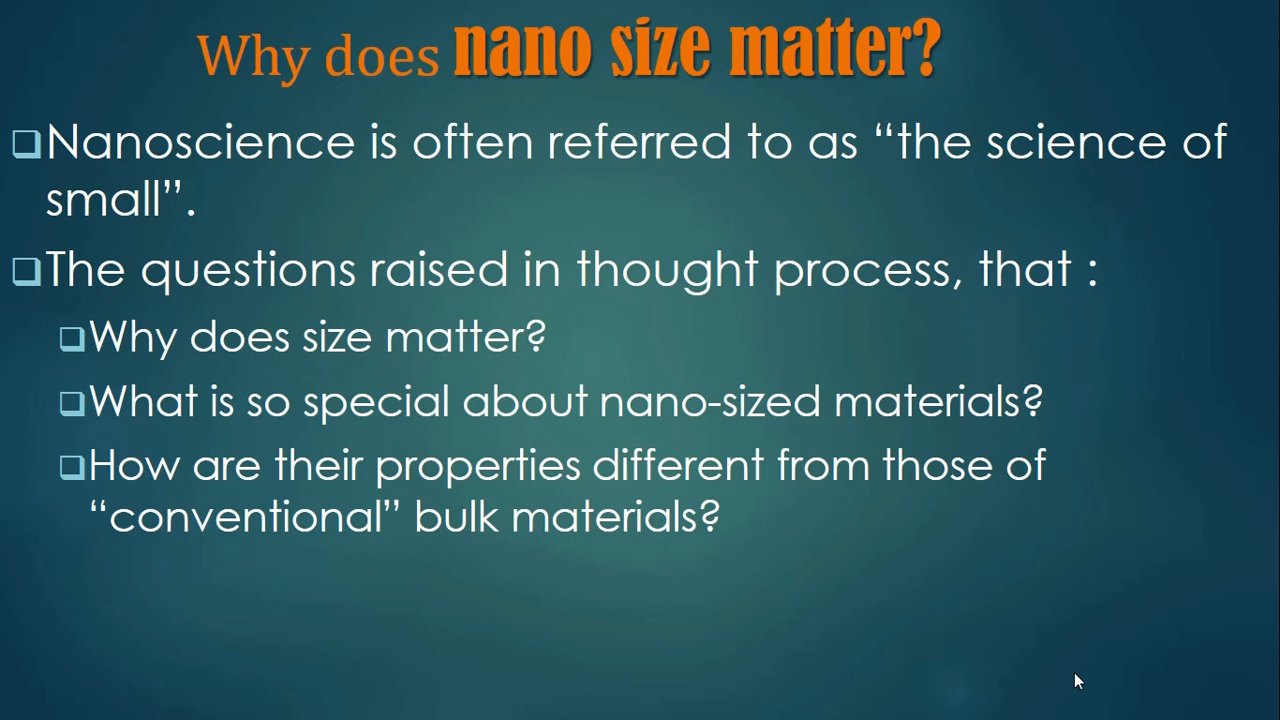 Why does nano size matter?
Nanoscience is often referred to as “the science of
small”.
The questions raised in thought process, that :
Why does size matter?
What is so special about nano-sized materials?
How are their properties different from those of
“conventional” bulk materials?